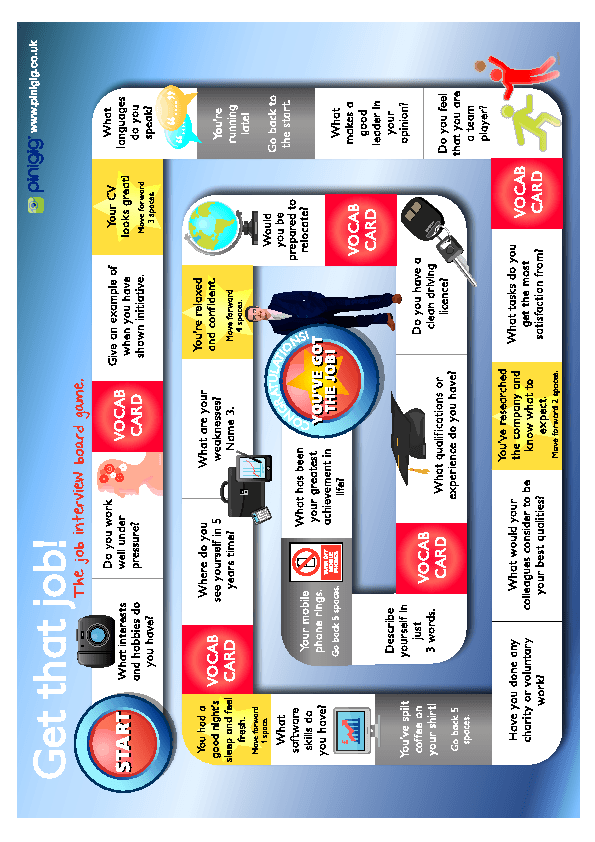 Get that job!
The job interview board game.
pinigig www.pinigig.co.uk
START
What interests
and hobbies do
you have?
Do you work
well under
pressure?
VOCAB
CARD
Give an example of
when you have
shown initiative.
Your CV
looks great!
Move forward
3 spaces.
What
languages
do you
speak?
You're
running
late!
Go back to
the start.
What
makes a
good
leader in
your
opinion?
Do you feel
that you are
a team
player?
VOCAB
CARD
What tasks do you
get the most
satisfaction from?
You've researched
the company and
know what to
expect.
Move forward 2 spaces.
What would your
colleagues consider to be
your best qualities?
Have you done any
charity or voluntary
work?
You've spilt
coffee on
your shirt!
Go back 5
spaces.
What
software
skills do
you have?
You had a
good night's
sleep and feel
fresh.
Move forward
1 space.
VOCAB
CARD
Where do you
see yourself in 5
years time?
What are your
weaknesses?
Name 3.
You're relaxed
and confident.
Move forward
4 spaces.
Would
you be
prepared to
relocate?
VOCAB
CARD
Do you have a
clean driving
licence?
What qualifications or
experience do you have?
VOCAB
CARD
Describe
yourself in
just
3 words.
Your mobile
phone rings.
Go back 5 spaces.
What has been
your greatest
achievement in
life?
CONGRATULATIONS!
YOU'VE GOT
THE JOB!